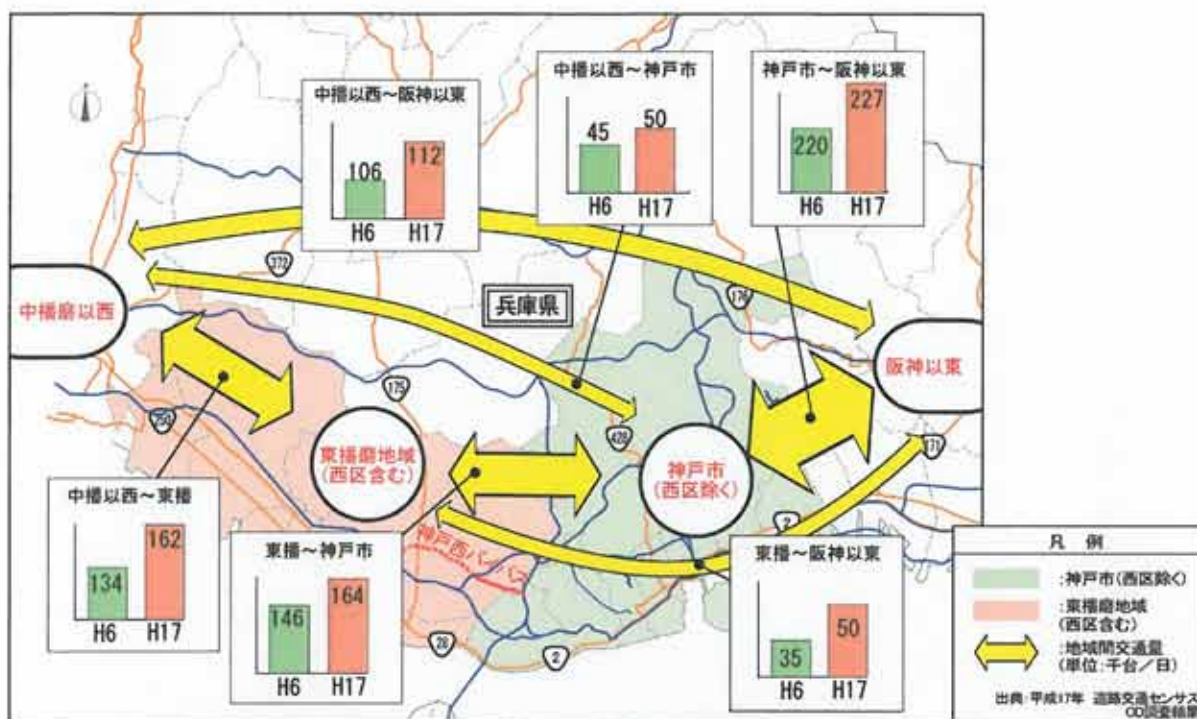 中播以西～阪神以東
106
112
H6
H17
中播以西～神戸市
45
50
H6
H17
神戸市～阪神以東
220
227
H6
H17
372
兵庫県
176
中播磨以西
阪神以東
175
250
428
171
東播磨地域
(西区含む)
神戸市
(西区除く)
中播以西～東播
134
162
H6
H17
東播～神戸市
146
164
H6
H17
神戸西バイパス
2
東播～阪神以東
35
50
H6
H17
28
2
凡 例
:神戸市(西区除く)
:東播磨地域
(西区含む)
:地域間交通量
(単位:千台／日)
出典:平成17年 道路交通センサス
OD調査結果